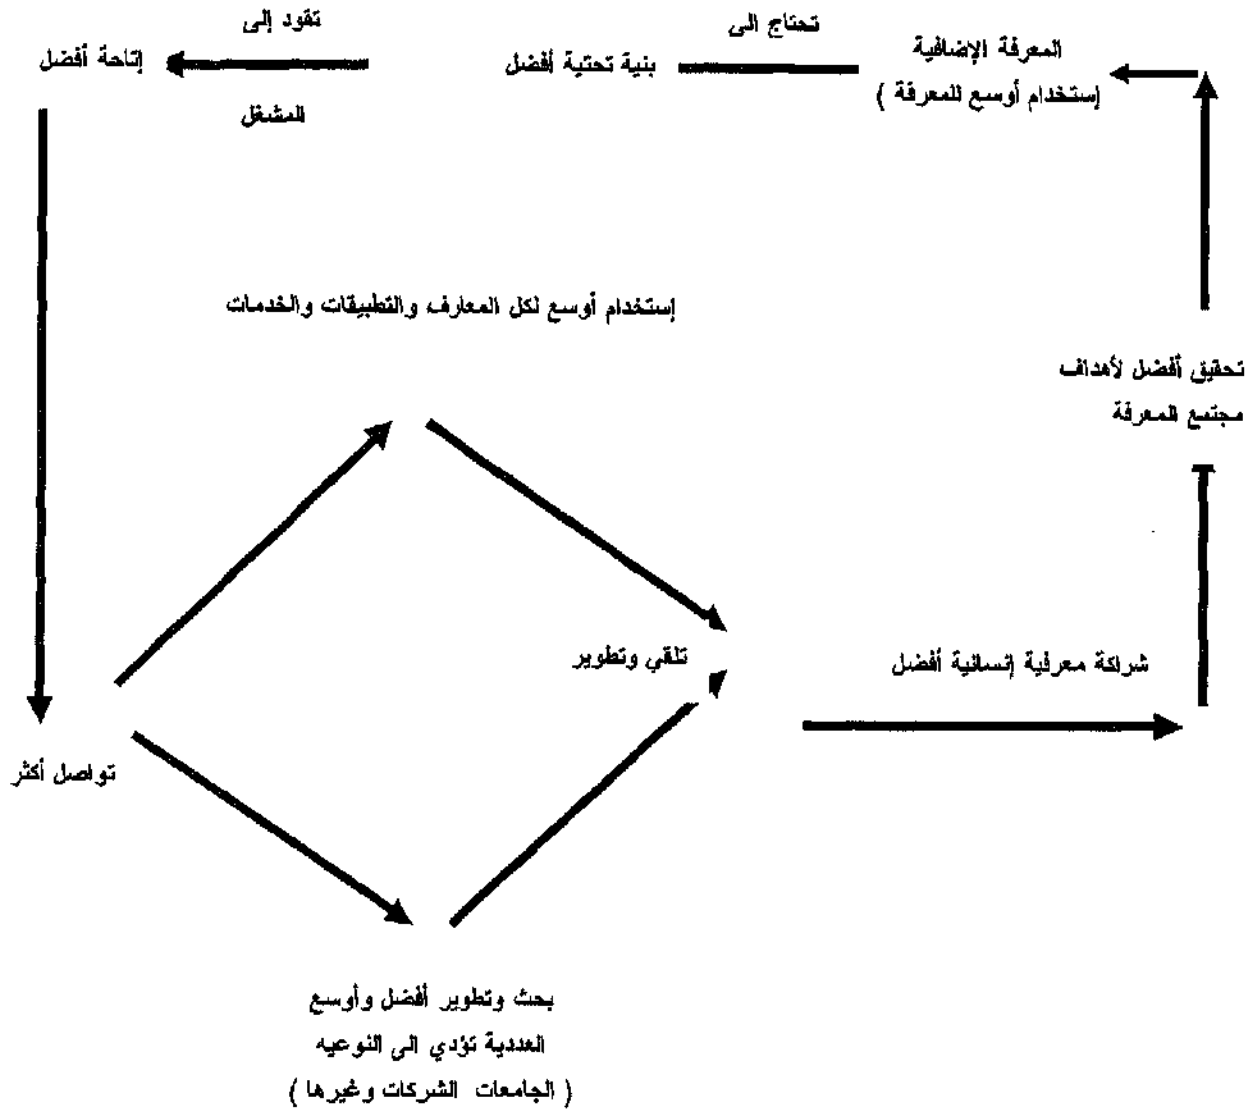 المعرفة الإضافية
إستخدام أوسع للمعرفة )
تحتاج الى
بنية تحتية أفضل
تقود إلى
للمشغل
إتاحة أفضل
إستخدام أوسع لكل المعارف والتطبيقات والخدمات
تحقيق أفضل لأهداف
مجتمع المعرفة
تلقي وتطوير
شراكة معرفية إنسانية أفضل
تواصل أكثر
بحث وتطوير أفضل وأوسع
العددية تؤدي الى النوعيه
( الجامعات الشركات وغيرها )